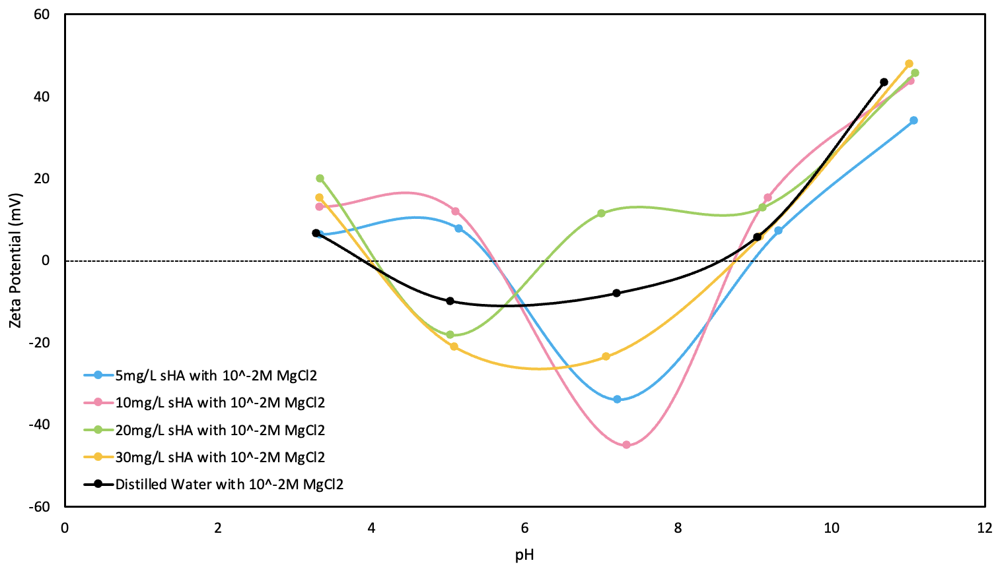 60
40
20
0
-20
-40
-60
Zeta Potential (mV)
5mg/L sHA with 10^-2M MgCl2
10mg/L sHA with 10^-2M MgCl2
20mg/L sHA with 10^-2M MgCl2
30mg/L sHA with 10^-2M MgCl2
Distilled Water with 10^-2M MgCl2
0 2 4 6 8 10 12
pH